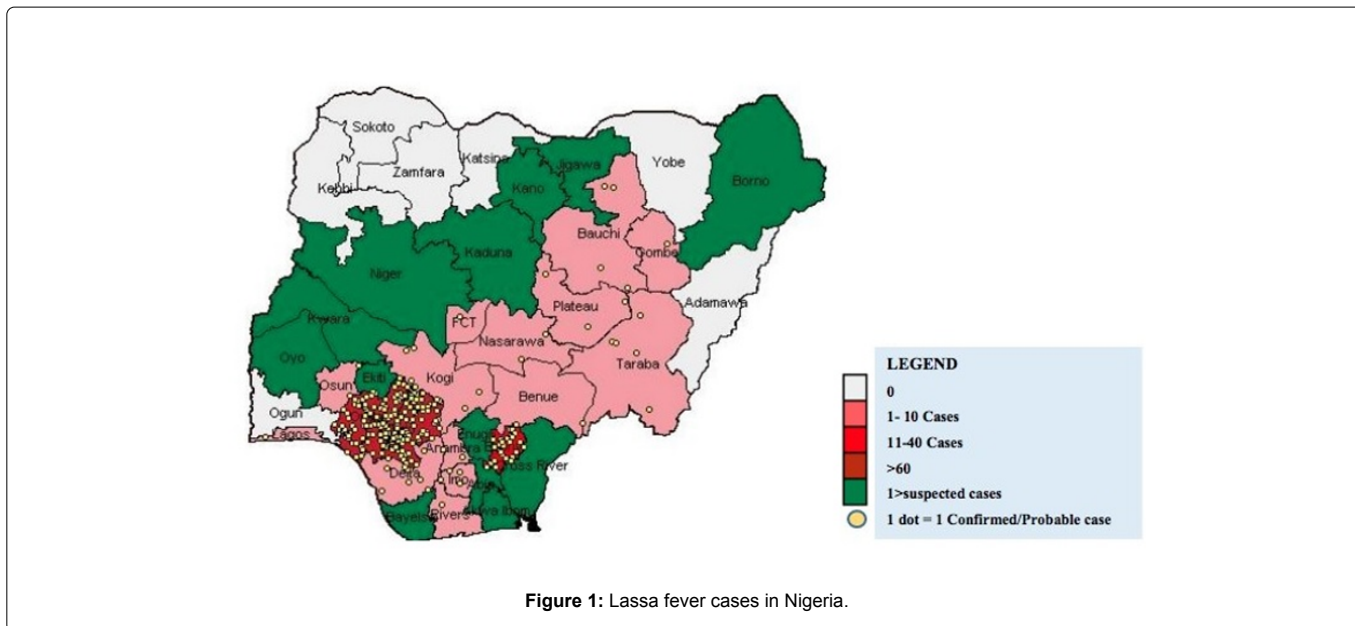 Sokoto
Katsina
Yobe
Zamfara
Jigawa
Kebbi
Kano
Borno
Bauchi
Gombe
Kaduna
Niger
Adamawa
Plateau
Kwara
FCT
Nasarawa
Oyo
Taraba
Ekiti
Kogi
Osun
Benue
Ogun
Lagos
Enugu
Anambra
Cross River
Delta
Imo
Bayelsa
Rivers
Akwa Ibom
LEGEND
0
1- 10 Cases
11-40 Cases
>60
1>suspected cases
1 dot = 1 Confirmed/Probable case
Figure 1: Lassa fever cases in Nigeria.